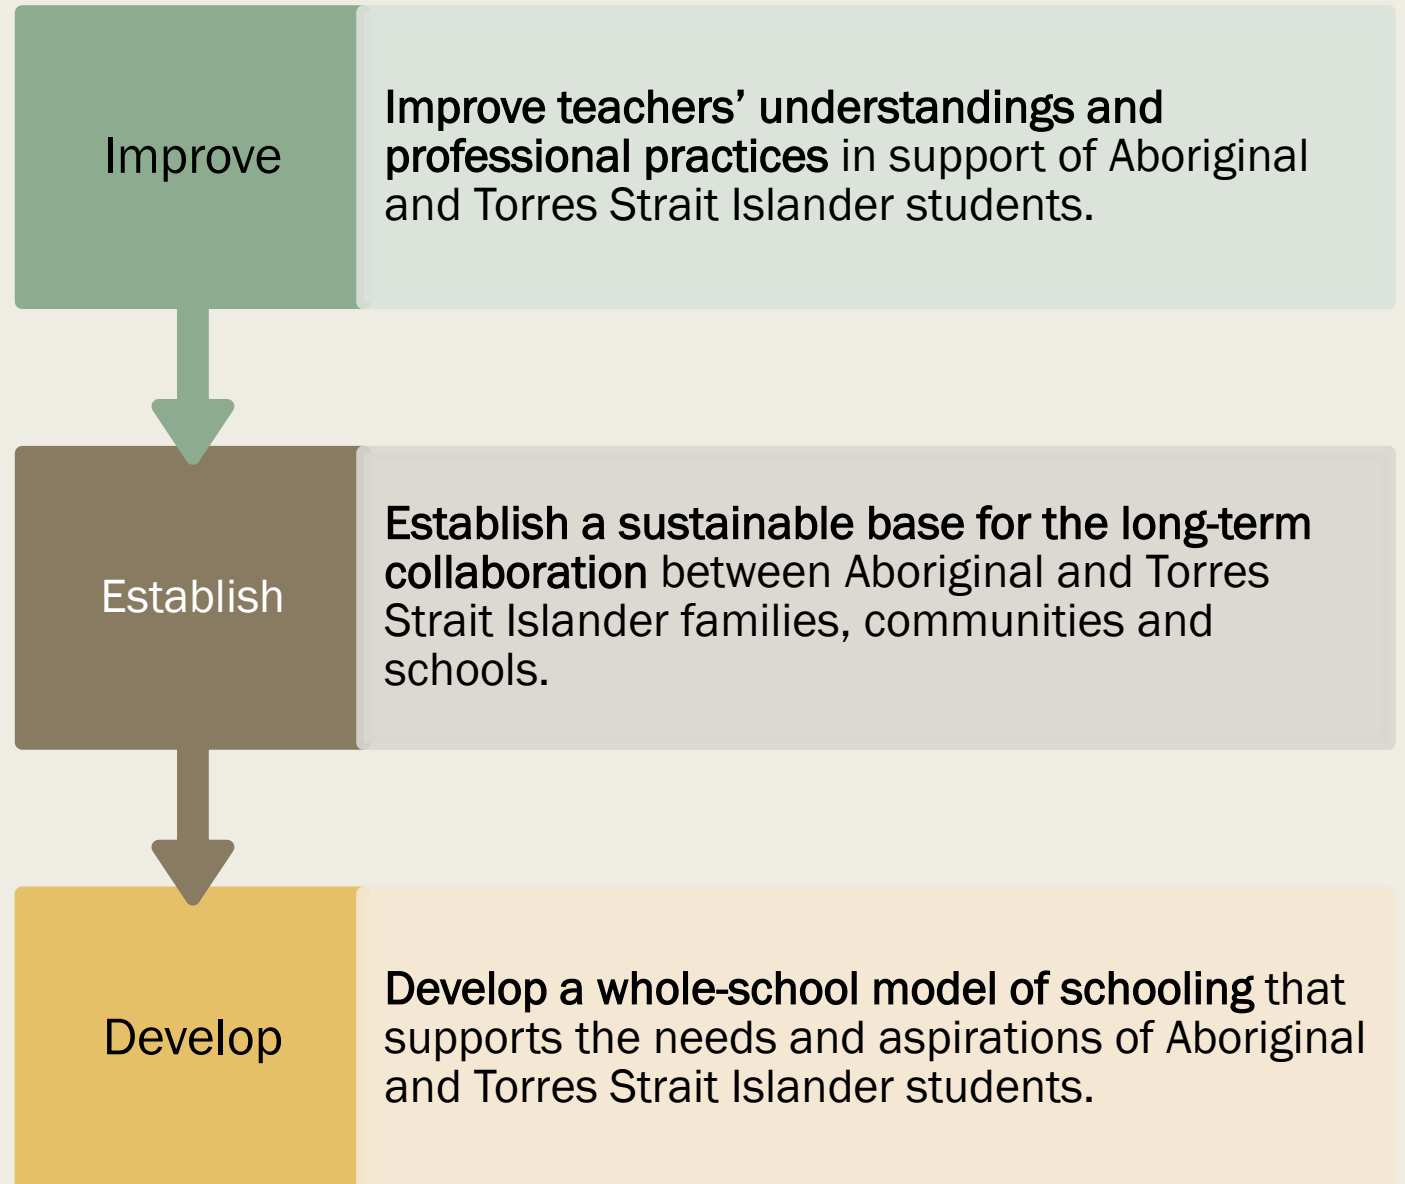 Improve
Improve teachers’ understandings and
professional practices in support of Aboriginal
and Torres Strait Islander students.
Establish
Establish a sustainable base for the long-term
collaboration between Aboriginal and Torres
Strait Islander families, communities and
schools.
Develop
Develop a whole-school model of schooling that
supports the needs and aspirations of Aboriginal
and Torres Strait Islander students.